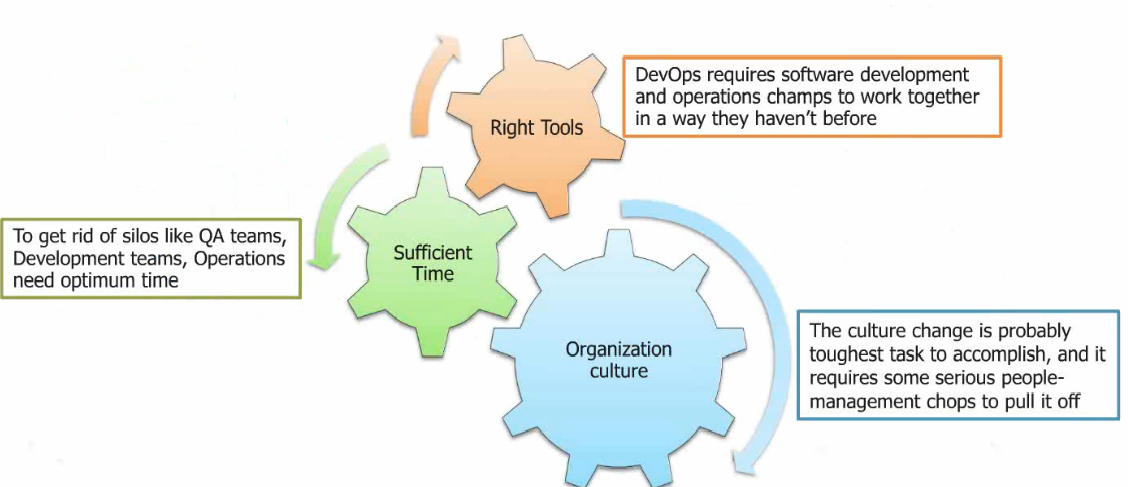 DevOps requires software development
and operations champs to work together
in a way they haven't before
Right Tools
To get rid of silos like QA teams,
Development teams, Operations
need optimum time
Sufficient
Time
Organization
culture
The culture change is probably
toughest task to accomplish, and it
requires some serious people-
management chops to pull it off